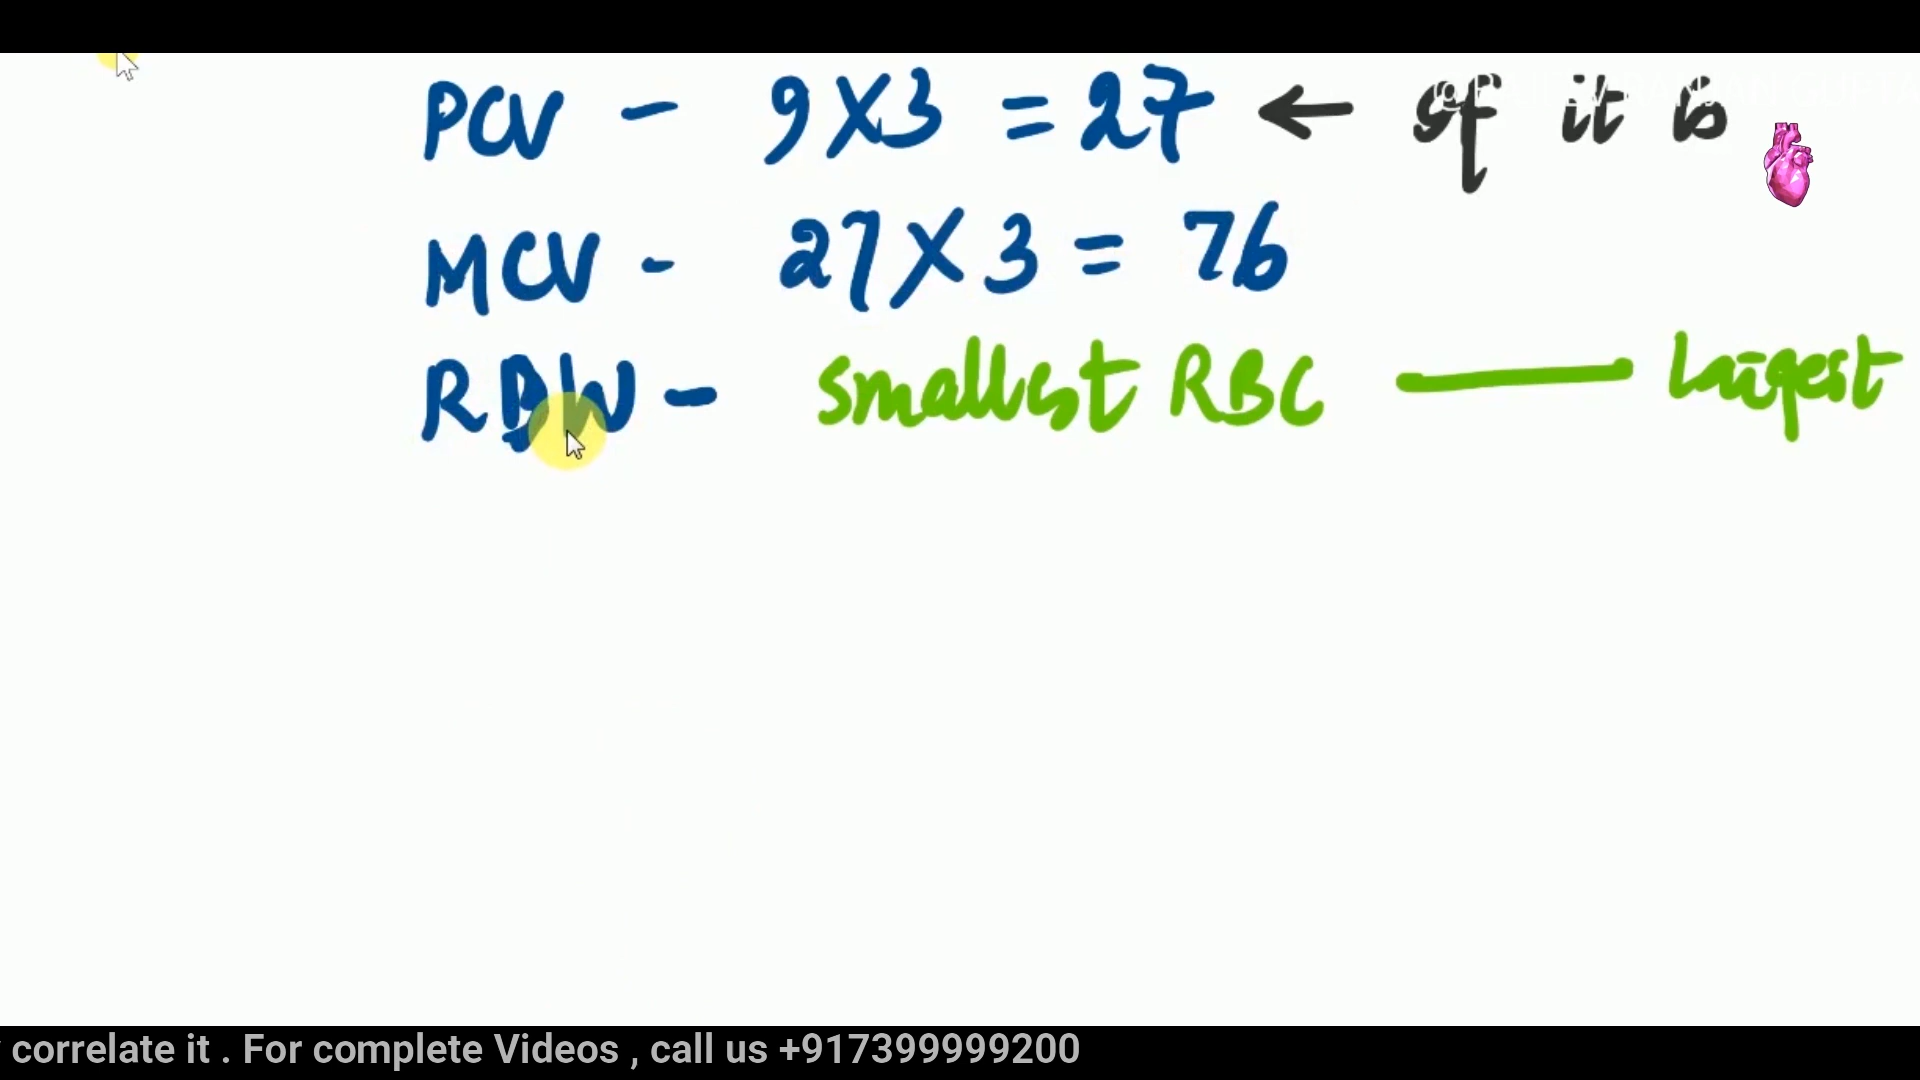 PCV - 9X3 = 27 ← if it is
MCV - 27X3 = 76
RDW - smallest RBC — Largest
correlate it . For complete Videos , call us +917399999200